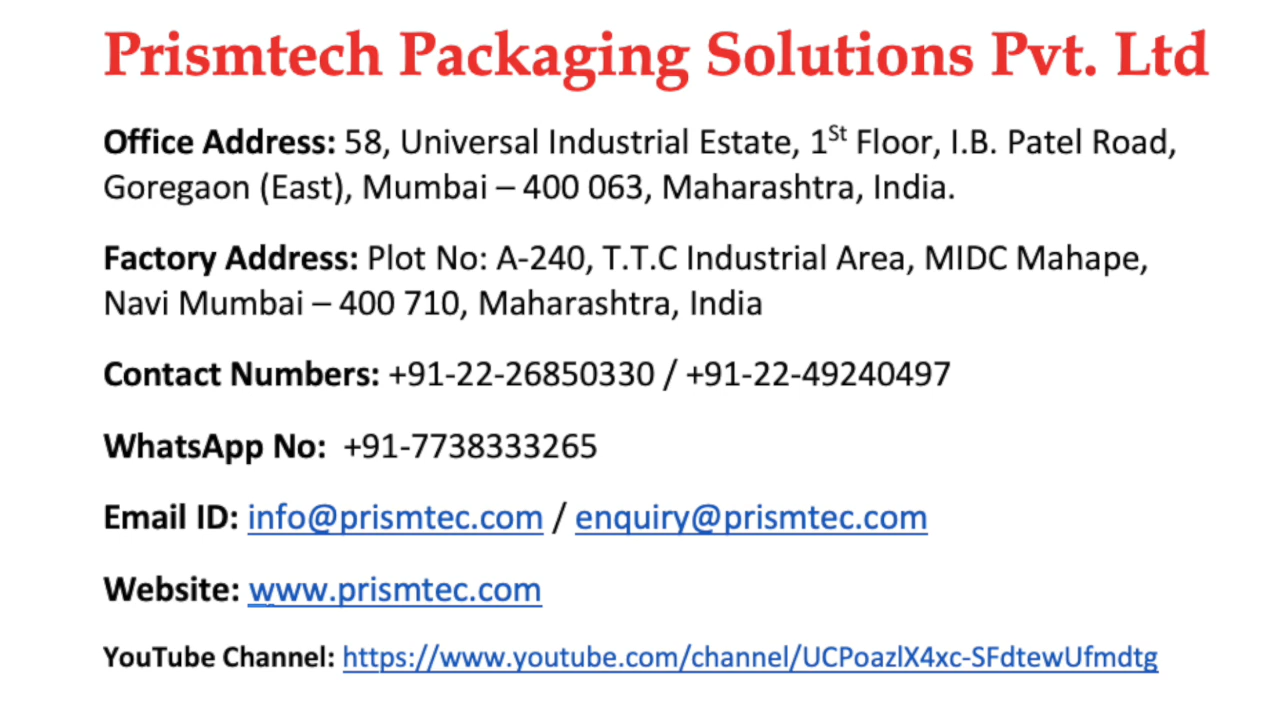 Prismtech Packaging Solutions Pvt. Ltd
Office Address: 58, Universal Industrial Estate, 1St Floor, I.B. Patel Road,
Goregaon (East), Mumbai – 400 063, Maharashtra, India.
Factory Address: Plot No: A-240, T.T.C Industrial Area, MIDC Mahape,
Navi Mumbai – 400 710, Maharashtra, India
Contact Numbers: +91-22-26850330 / +91-22-49240497
WhatsApp No: +91-7738333265
Email ID: info@prismtec.com / enquiry@prismtec.com
Website: www.prismtec.com
YouTube Channel: https://www.youtube.com/channel/UCPoazlX4xc-SFdtewUfmdtg